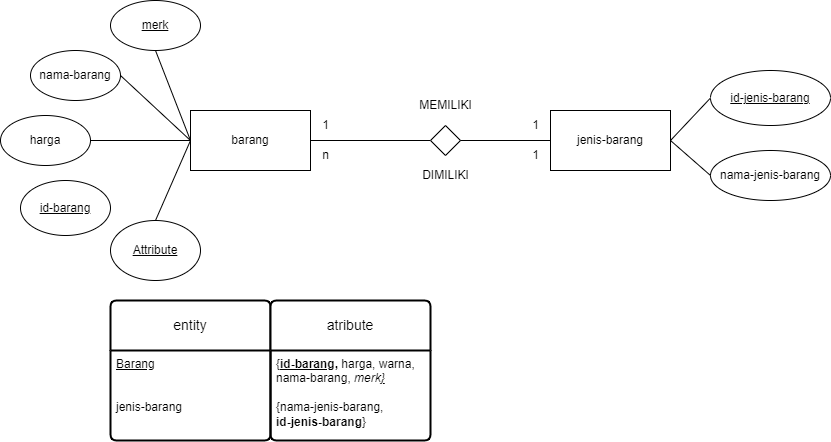 merk
nama-barang
harga
id-barang
Attribute
barang
1
n
MEMILIKI
DIMILIKI
1
1
jenis-barang
id-jenis-barang
nama-jenis-barang
entity
atribute
Barang
{id-barang, harga, warna,
nama-barang, merk}
jenis-barang
{nama-jenis-barang,
id-jenis-barang}